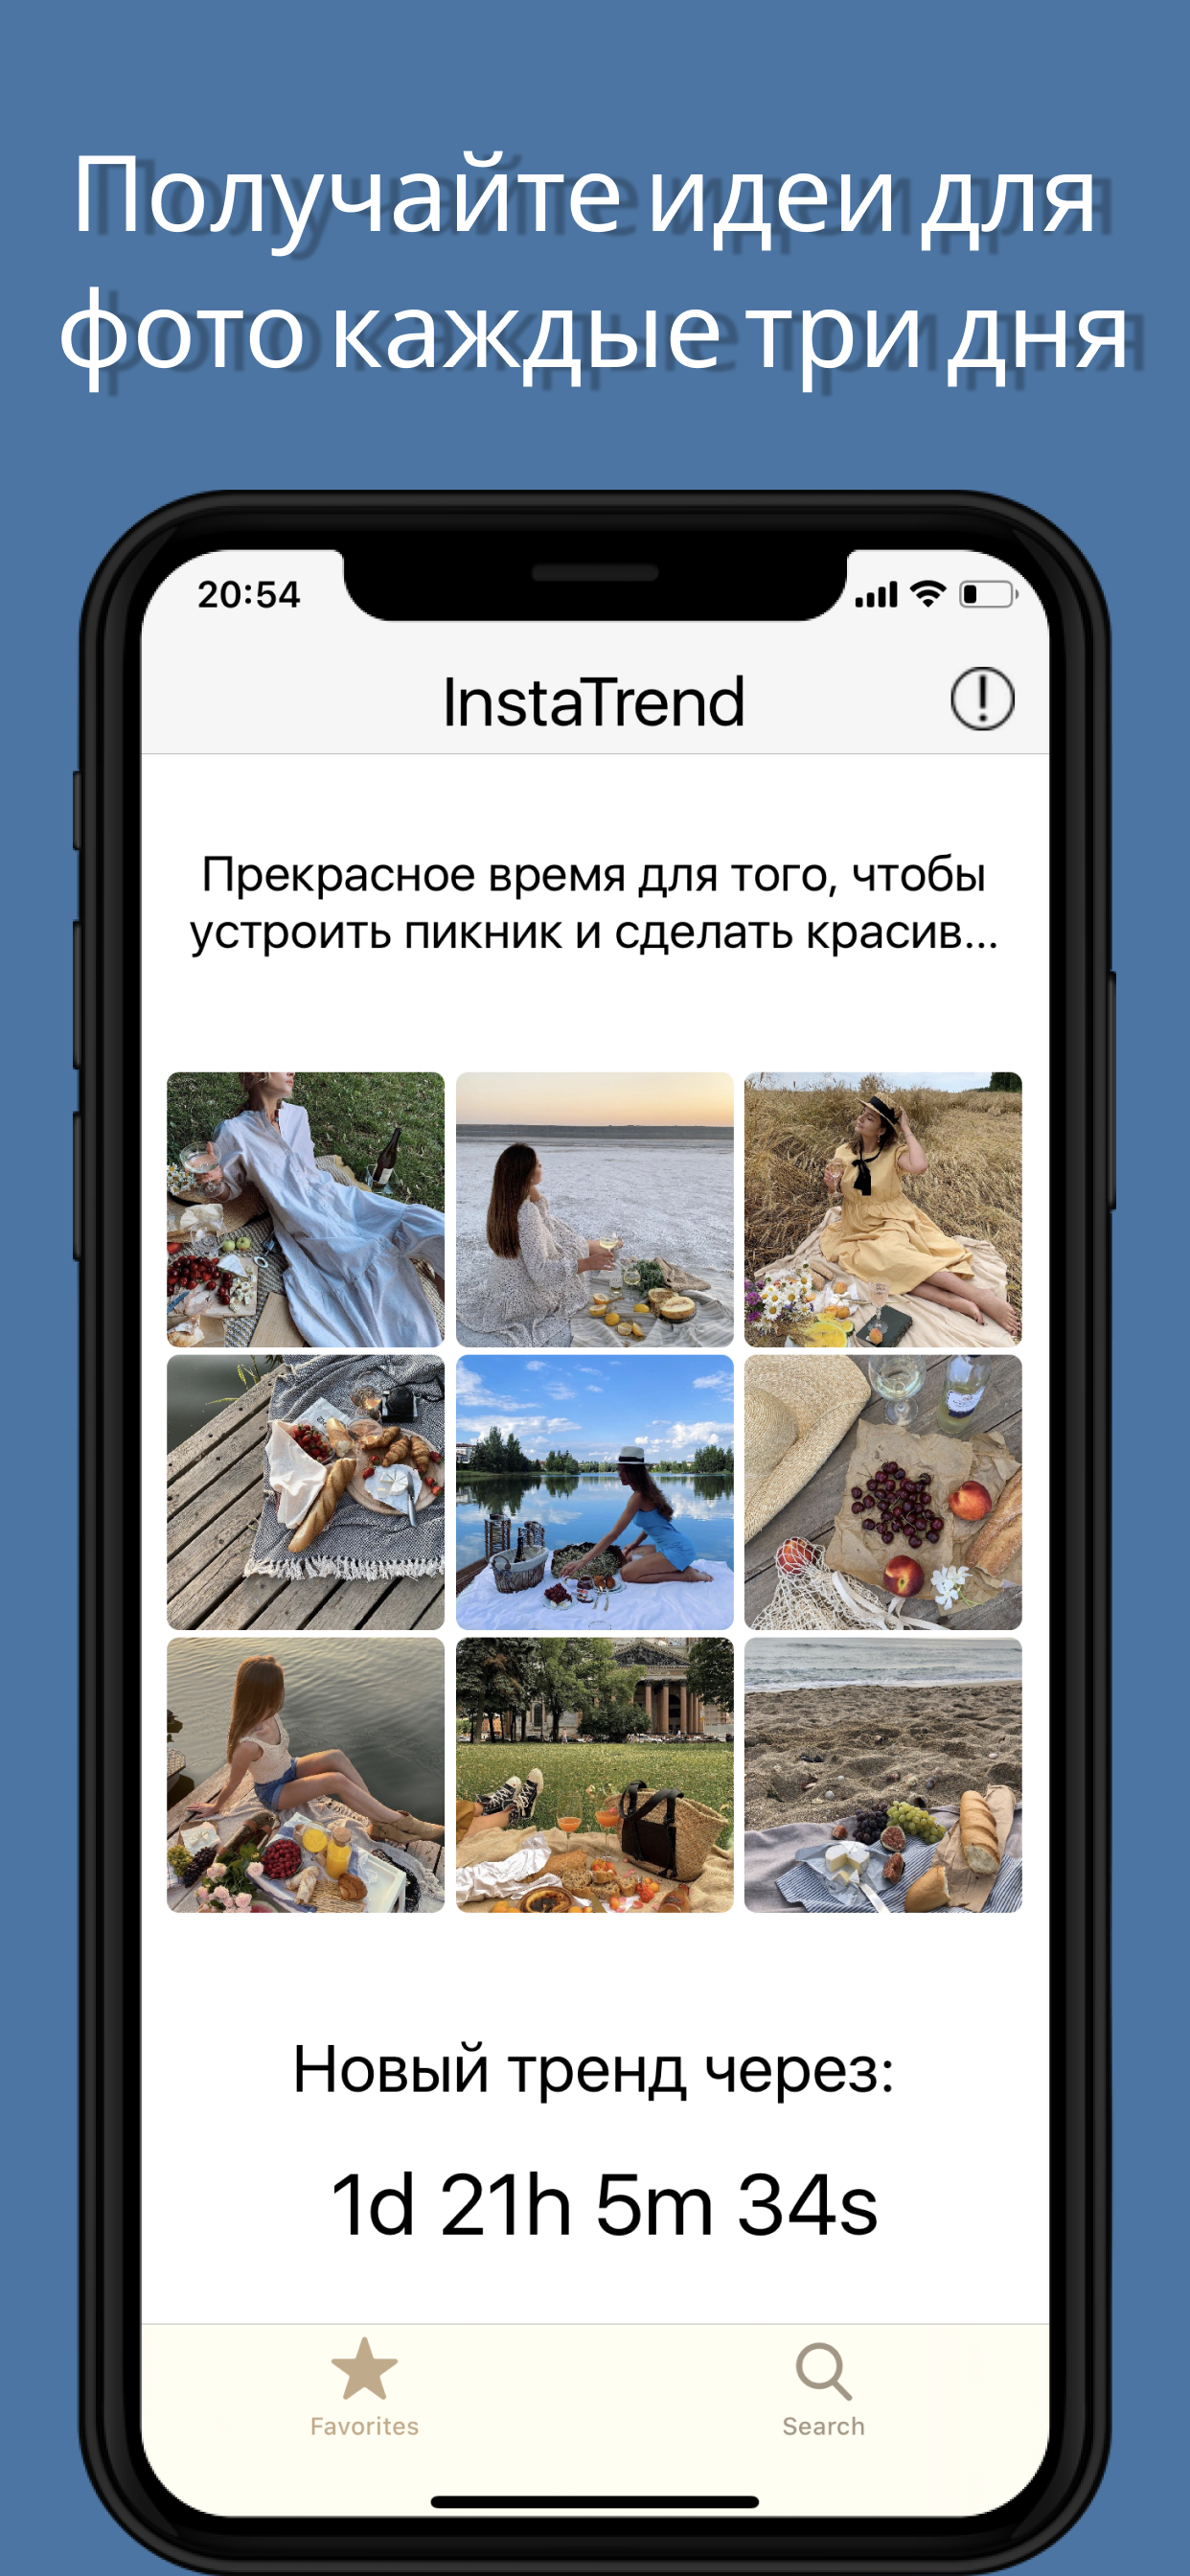 Получайте идеи для
фото каждые три дня
20:54
InstaTrend
Прекрасное время для того, чтобы
устроить пикник и сделать красив...
Новый тренд через:
1d 21h 5m 34s
Favorites
Search